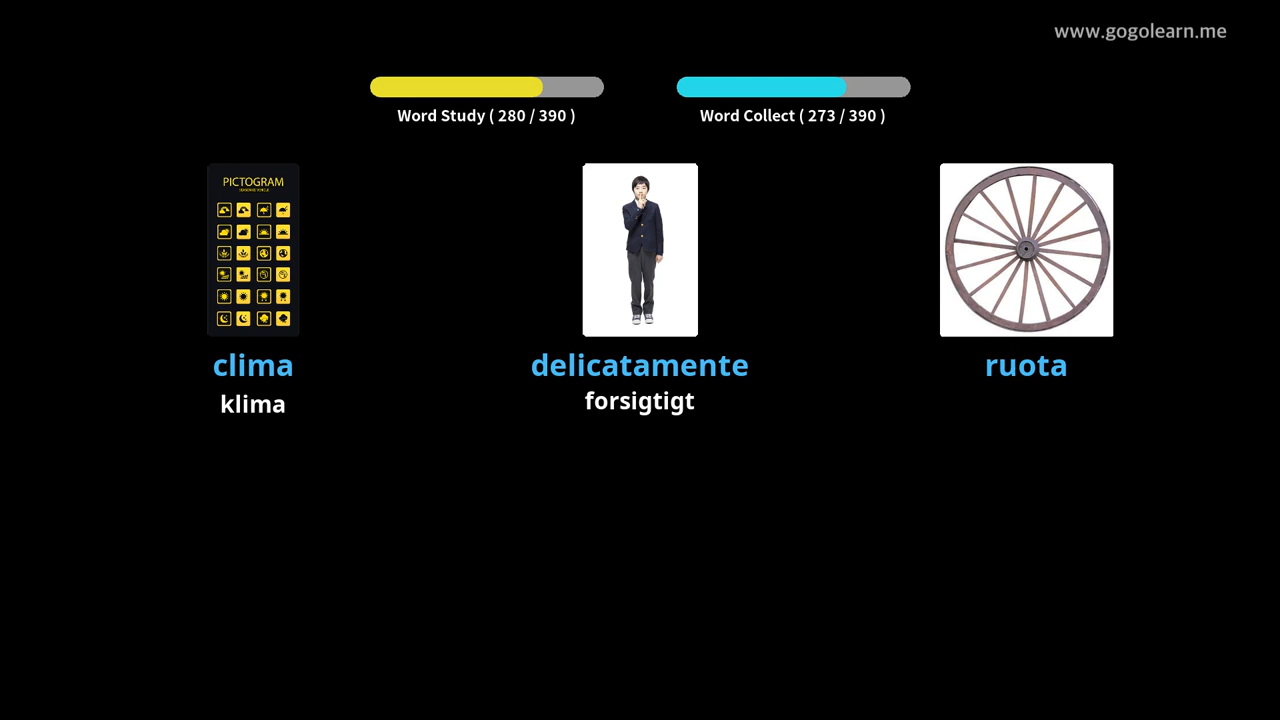 www.gogolearn.me
Word Study ( 280 / 390 )
Word Collect ( 273 / 390 )
PICTOGRAM
clima
delicatamente
ruota
klima
forsigtigt